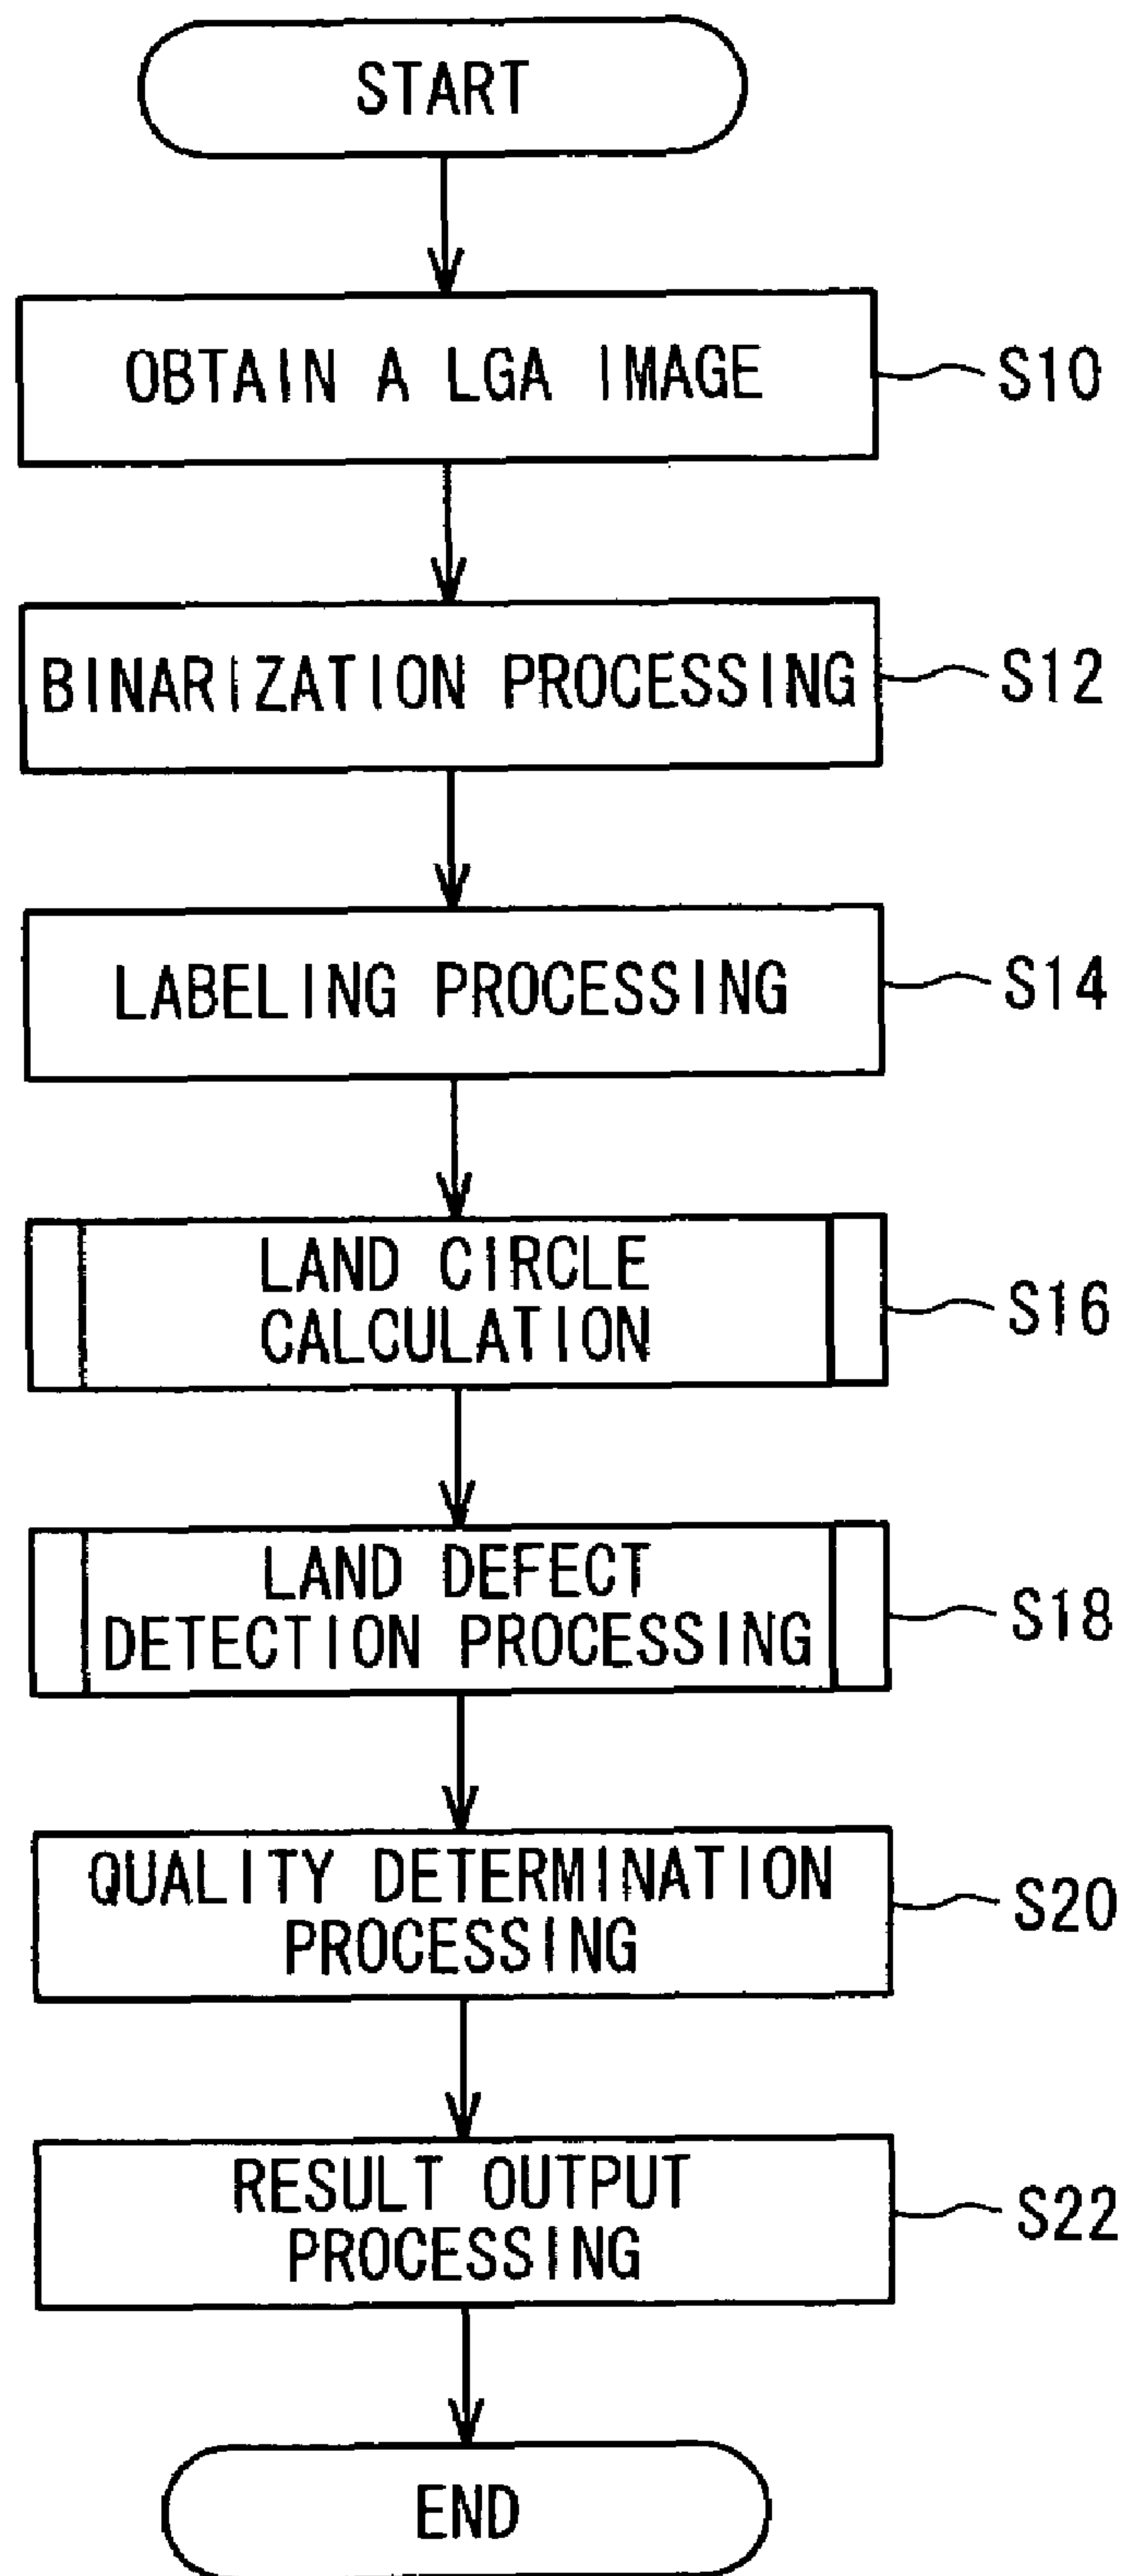 START
OBTAIN A LGA IMAGE
S10
BINARIZATION PROCESSING
S12
LABELING PROCESSING
S14
LAND CIRCLE
CALCULATION
S16
LAND DEFECT
DETECTION PROCESSING
S18
QUALITY DETERMINATION
PROCESSING
S20
RESULT OUTPUT
PROCESSING
S22
END